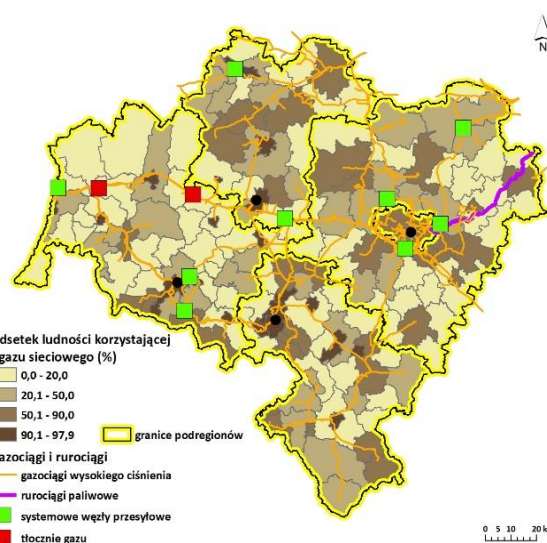 N
dsetek ludności korzystającej
gazu sieciowego (%)
0,0 - 20,0
20,1 - 50,0
50,1 - 90,0
90,1 - 97,9
granice podregionów
azociągi i rurociągi
gazociągi wysokiego ciśnienia
rurociągi paliwowe
systemowe węzły przesyłowe
tłocznie gazu
0 5 10 20 k